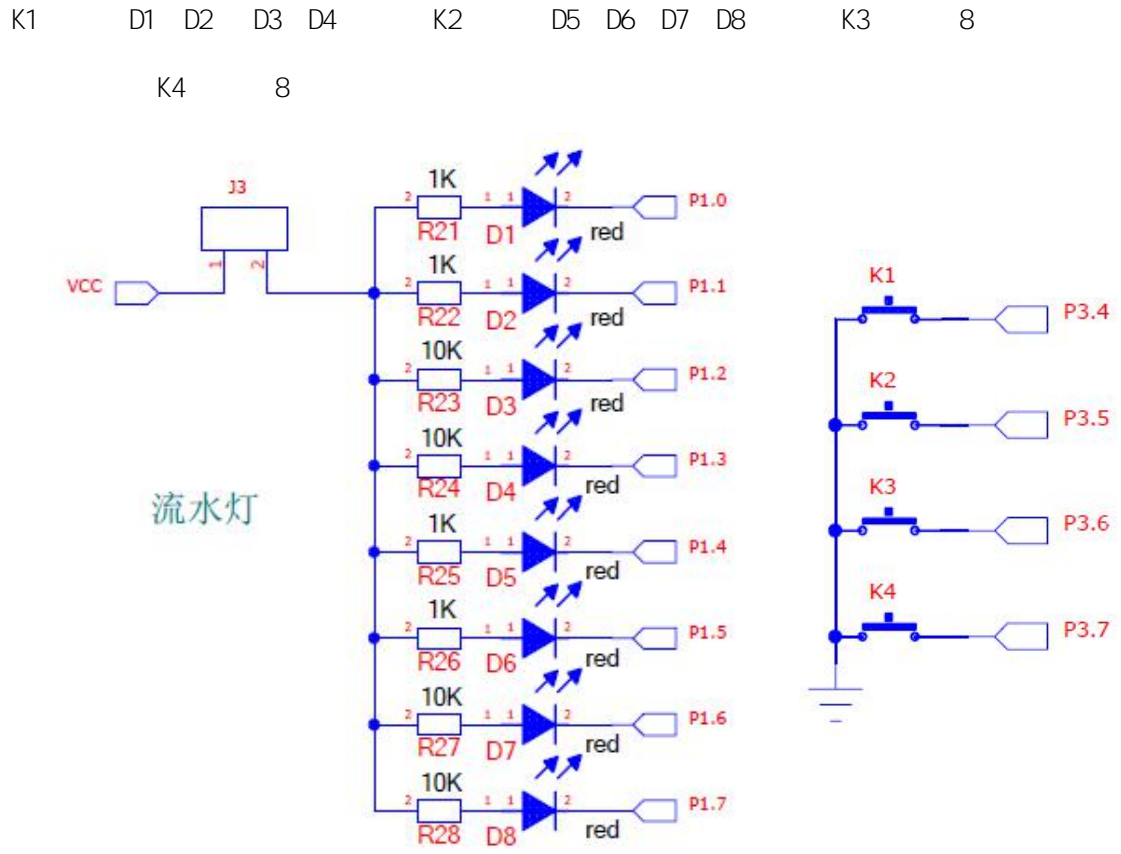 K1 D1 D2 D3 D4 K2 D5 D6 D7 D8 K3 8
K4 8
J3
1
2
VCC
流水灯
1K
2 1 1 2
R21 D1 red
P1.0
1K
2 1 1 2
R22 D2 red
P1.1
10K
2 1 1 2
R23 D3 red
P1.2
10K
2 1 1 2
R24 D4 red
P1.3
1K
2 1 1 2
R25 D5 red
P1.4
1K
2 1 1 2
R26 D6 red
P1.5
10K
2 1 1 2
R27 D7 red
P1.6
10K
2 1 1 2
R28 D8 red
P1.7
K1
P3.4
K2
P3.5
K3
P3.6
K4
P3.7